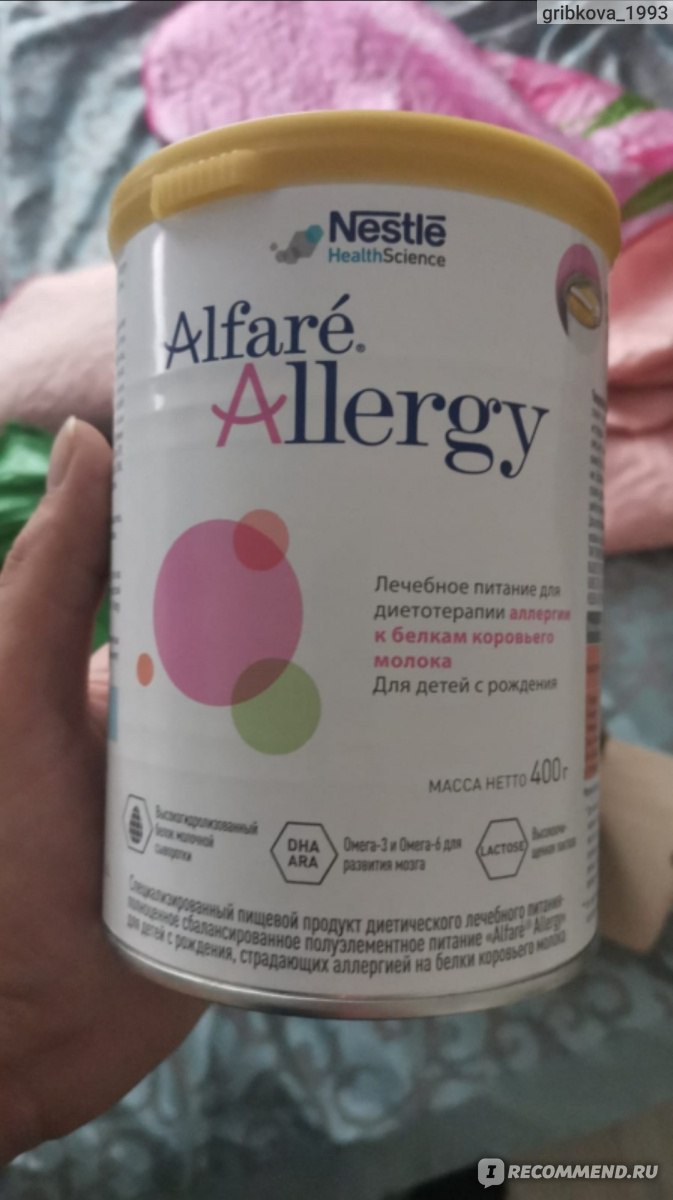 gribkova_1993
Nestlē
HealthScience
Alfaré®
Allergy
Лечебное питание для
диетотерапии аллергии
к белкам коровьего
молока
Для детей с рождения
МАССА НЕТТО 400г
Высокогидролизованный
белок молочной
сыворотки
DHA
ARA
Омега-3 и Омега-6 для
развития мозга
LACTOSE
Специализированный пищевой продукт диетического лечебного питания-
полноценное сбалансированное полуэлементное питание «Alfaré® Allergy»
для детей с рождения, страдающих аллергией на белки коровьего молока
IRECOMMEND.RU